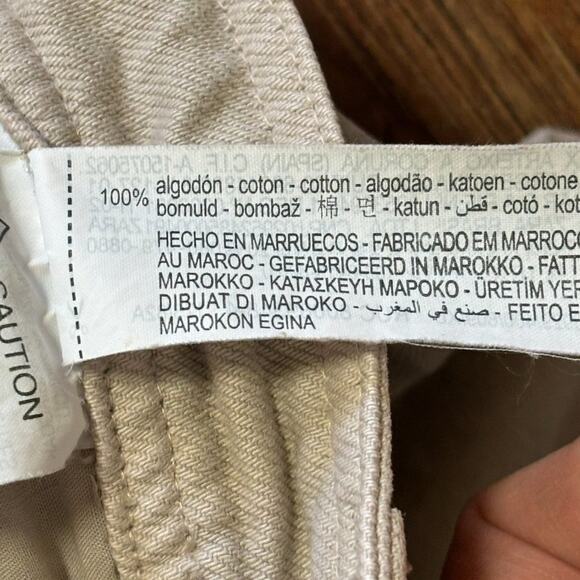 100% algodón - coton - cotton - algodão - katoen - cotone
bomuld - bombaž - 棉 - 면 - katun - قطن - cotó - kot
HECHO EN MARRUECOS - FABRICADO EM MARROC
AU MAROC - GEFABRICEERD IN MAROKKO - FATT
MAROKKO - ΚΑΤΑΣΚΕΥΗ ΜΑΡΟΚΟ - ÜRETİM YER
DIBUAT DI MAROKO - صنع في المغرب - FEITO E
MAROKON EGINA
CAUTION